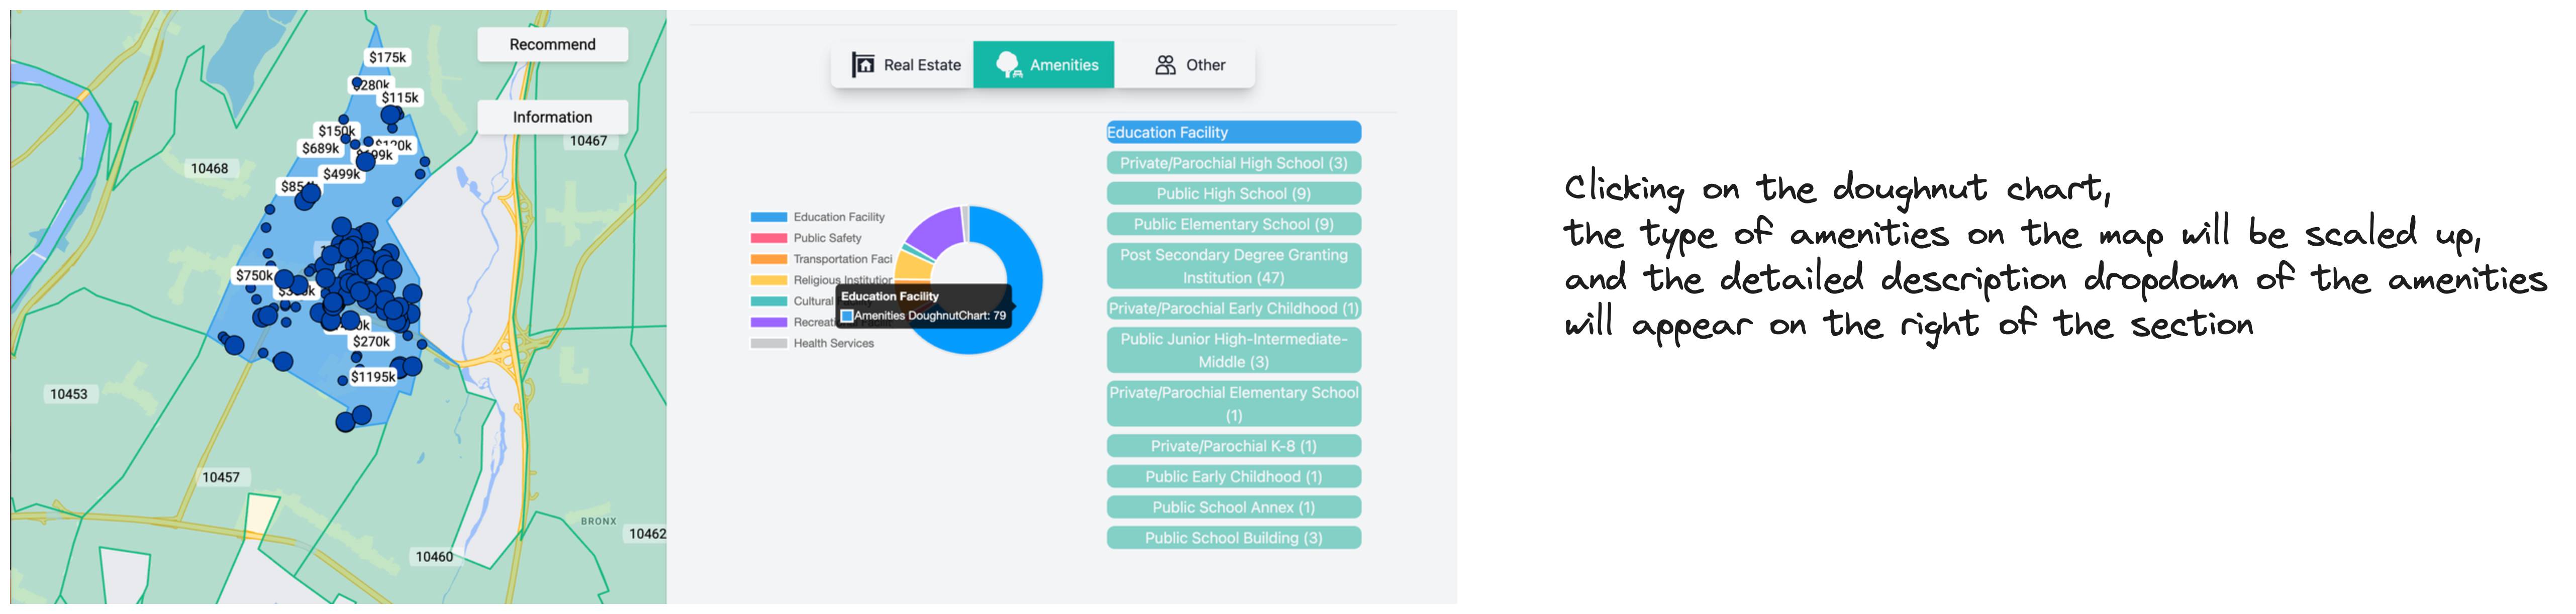 Recommend
Information
$175k
$280k
$115k
$150k
$689k
$499k
$750k
$270k
$1195k
10467
10468
10453
10457
10460
10462
BRONX
Real Estate
Amenities
Other
Education Facility
Public Safety
Transportation Faci
Religious Institution
Cultural
Health Services
Education Facility
Amenities DoughnutChart: 79
Education Facility
Private/Parochial High School (3)
Public High School (9)
Public Elementary School (9)
Post Secondary Degree Granting
Institution (47)
Private/Parochial Early Childhood (1)
Public Junior High-Intermediate-
Middle (3)
Private/Parochial Elementary School
(1)
Private/Parochial K-8 (1)
Public Early Childhood (1)
Public School Annex (1)
Public School Building (3)
Clicking on the doughnut chart,
the type of amenities on the map will be scaled up,
and the detailed description dropdown of the amenities
will appear on the right of the section